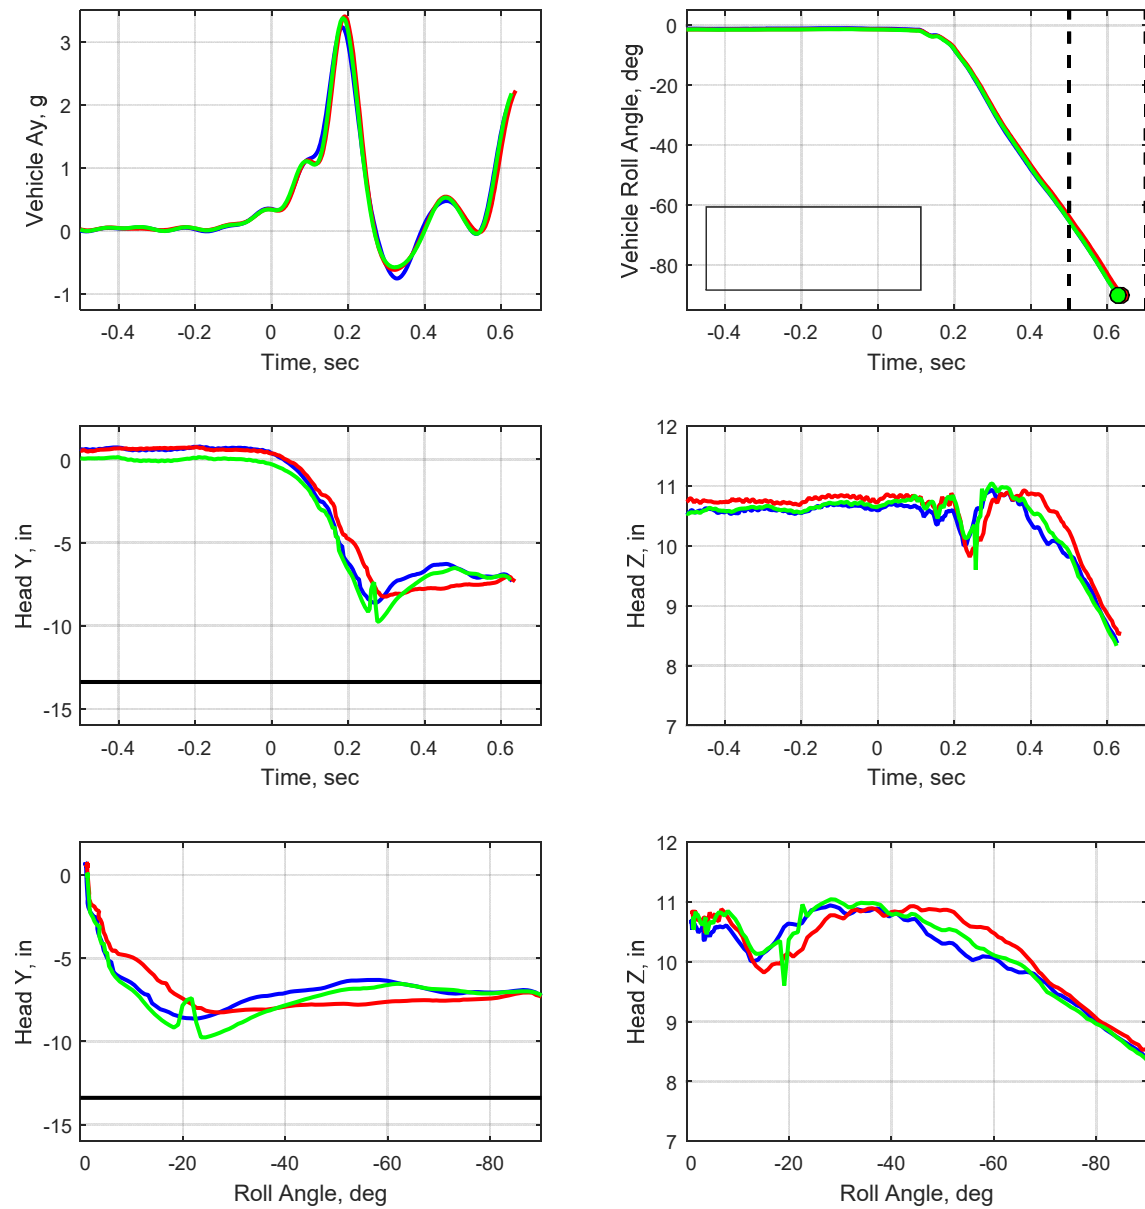 3
2
1
0
-1
Vehicle Ay, g
-0.4 -0.2 0 0.2 0.4 0.6
Time, sec
0
-20
-40
-60
-80
Vehicle Roll Angle, deg
-0.4 -0.2 0 0.2 0.4 0.6
Time, sec
0
-5
-10
-15
Head Y, in
-0.4 -0.2 0 0.2 0.4 0.6
Time, sec
12
11
10
9
8
7
Head Z, in
-0.4 -0.2 0 0.2 0.4 0.6
Time, sec
0
-5
-10
-15
Head Y, in
0 -20 -40 -60 -80
Roll Angle, deg
12
11
10
9
8
7
Head Z, in
0 -20 -40 -60 -80
Roll Angle, deg